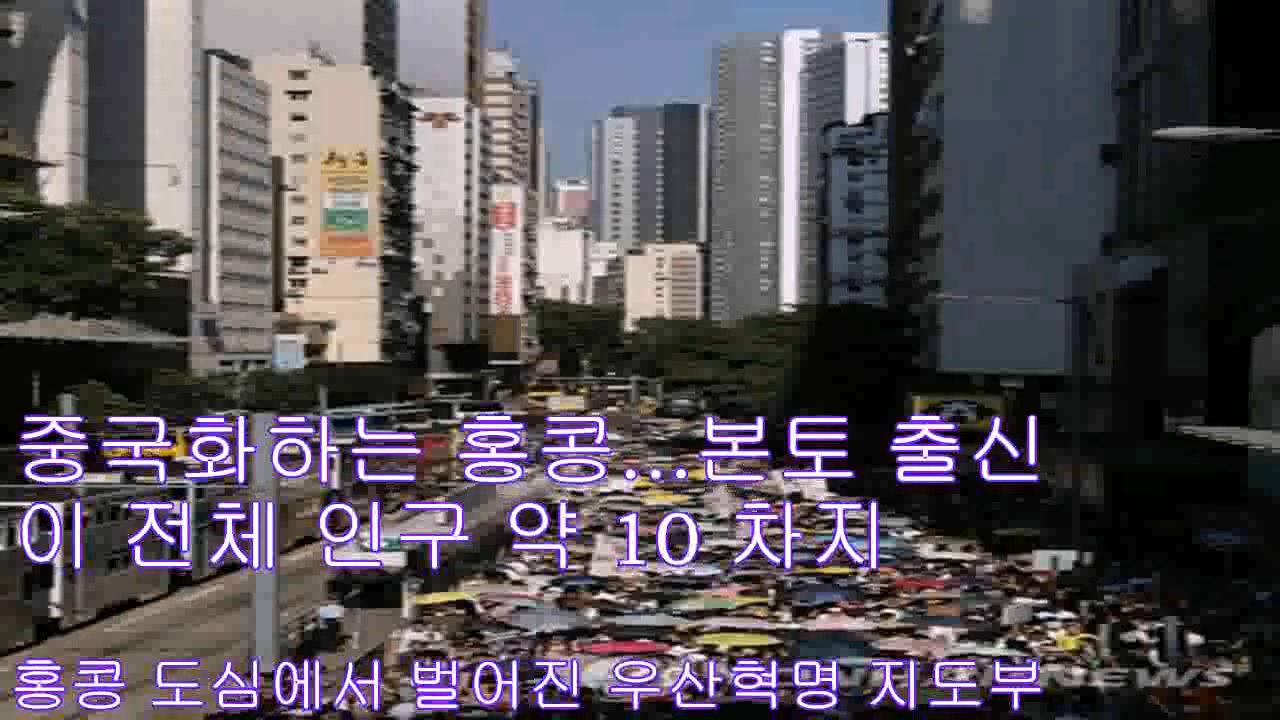 중국화하는 홍콩...본토 출신
이 전체 인구 약 10 차지
홍콩 도심에서 벌어진 우산혁명 지도부
NEWS